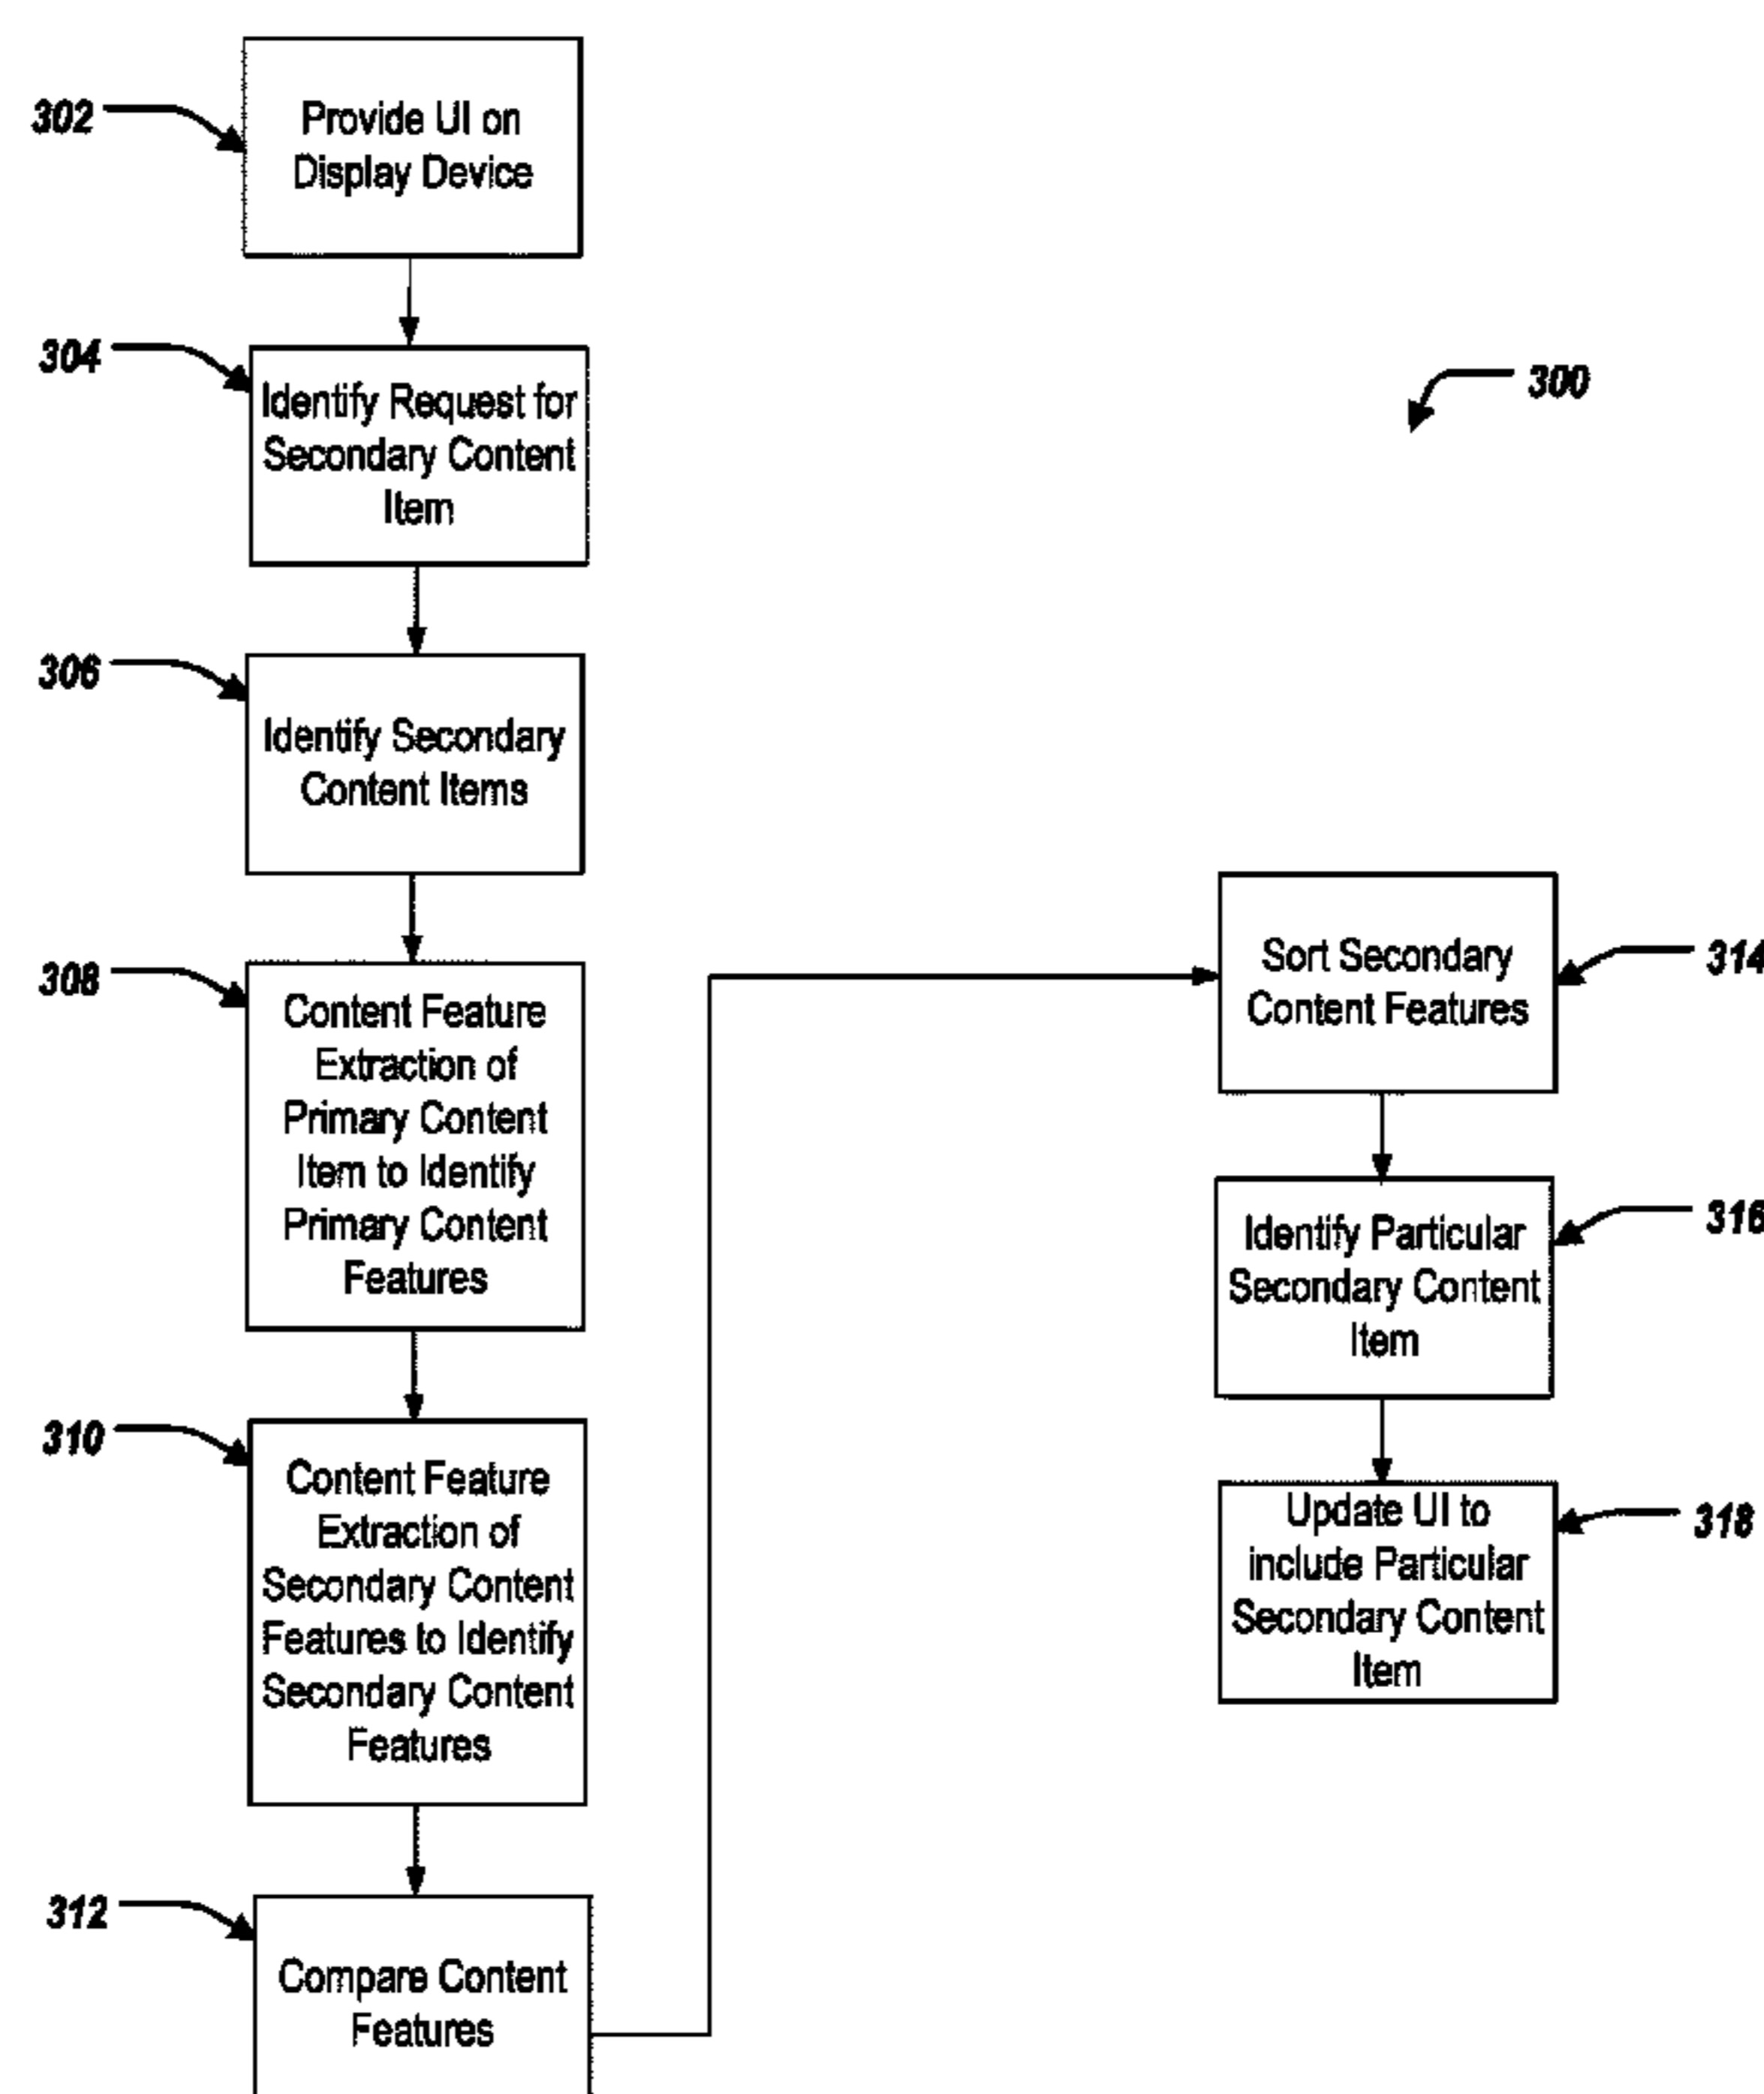 302
Provide UI on
Display Device
304
Identify Request for
Secondary Content
Item
300
306
Identify Secondary
Content Items
308
Content Feature
Extraction of
Primary Content
Item to Identify
Primary Content
Features
310
Content Feature
Extraction of
Secondary Content
Features to Identify
Secondary Content
Features
312
Compare Content
Features
Sort Secondary
Content Features
314
Identify Particular
Secondary Content
Item
316
Update UI to
include Particular
Secondary Content
Item
318